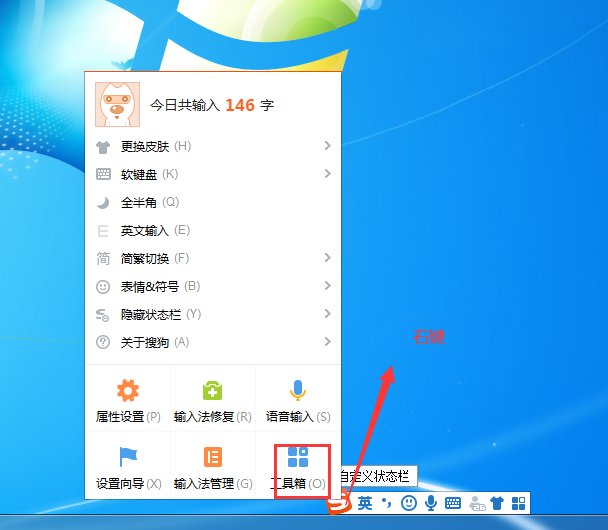 今日共输入 146 字
更换皮肤 (H)
软键盘 (K)
全半角 (Q)
英文输入 (E)
简 简繁切换 (F)
表情&符号 (B)
隐藏状态栏 (Y)
关于搜狗 (A)
右键
属性设置(P) 输入法修复(R) 语音输入(S)
设置向导(X) 输入法管理(G) 工具箱(O)
自定义状态栏
英